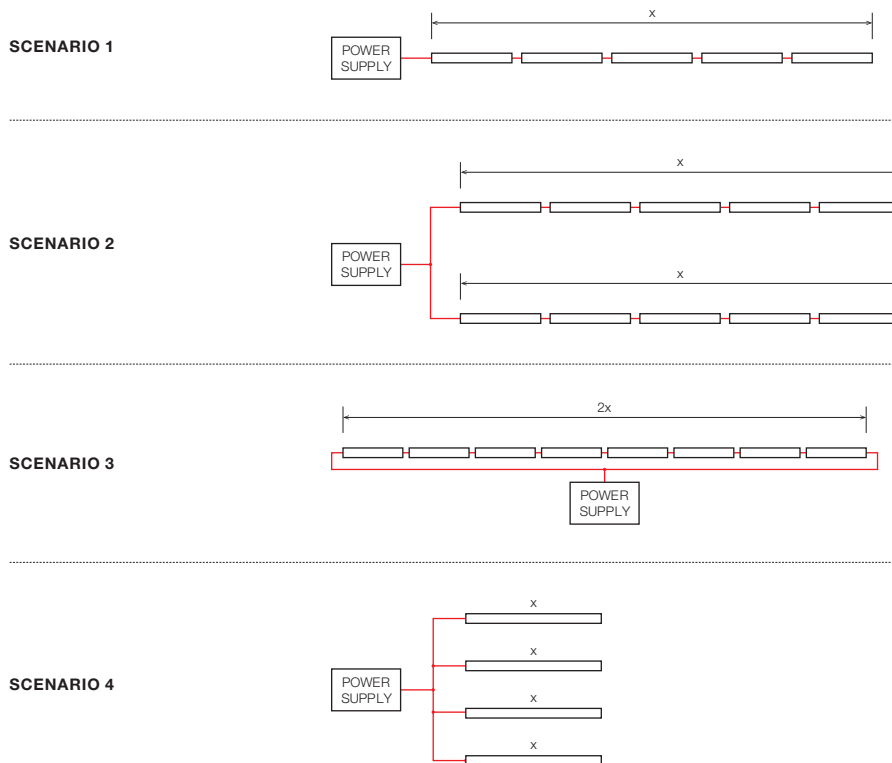 x
SCENARIO 1
POWER
SUPPLY
x
SCENARIO 2
POWER
SUPPLY
x
2x
SCENARIO 3
POWER
SUPPLY
x
x
SCENARIO 4
POWER
SUPPLY
x
x